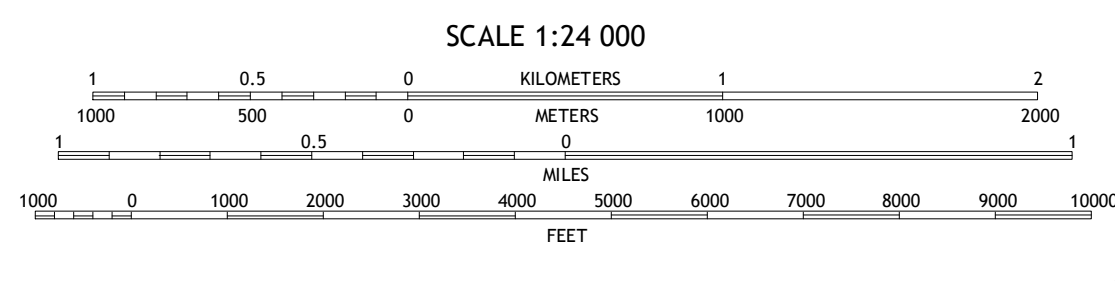 SCALE 1:24 000
1 0.5 0 KILOMETERS 1 2
1000 500 0 METERS 1000 2000
1 0.5 0 1
MILES
1000 0 1000 2000 3000 4000 5000 6000 7000 8000 9000 10000
FEET